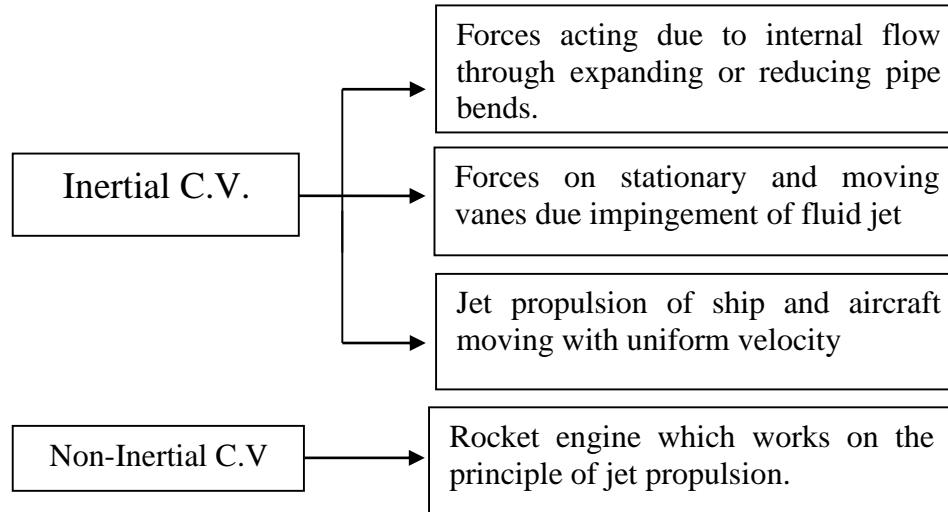 Forces acting due to internal flow
through expanding or reducing pipe
bends.
Inertial C.V.
Forces on stationary and moving
vanes due impingement of fluid jet
Jet propulsion of ship and aircraft
moving with uniform velocity
Non-Inertial C.V
Rocket engine which works on the
principle of jet propulsion.